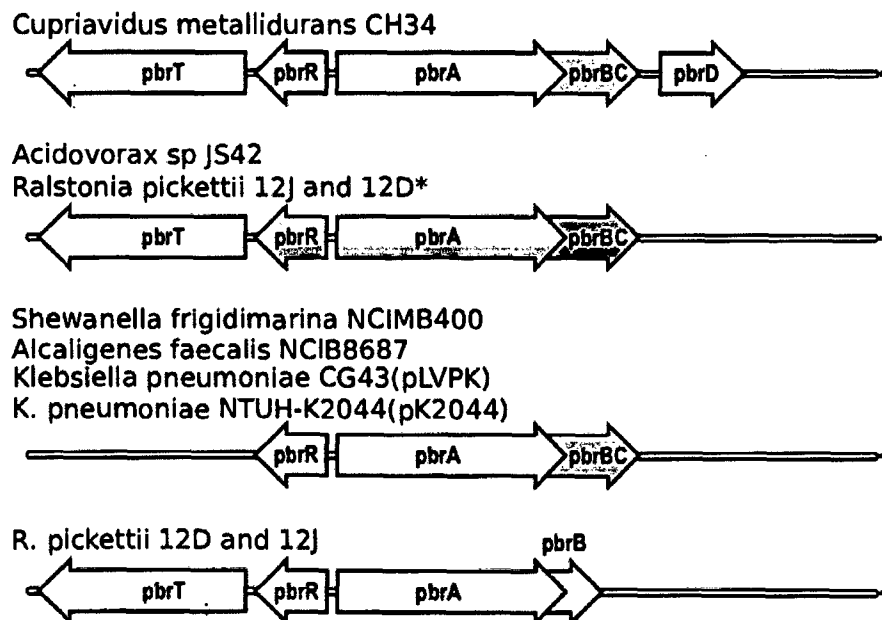 Cupriavidus metallidurans CH34
pbrT pbrR pbrA pbrBC pbrD
Acidovorax sp JS42
Ralstonia pickettii 12J and 12D*
pbrT pbrR pbrA pbrBC
Shewanella frigidimarina NCIMB400
Alcaligenes faecalis NCIB8687
Klebsiella pneumoniae CG43(pLVPK)
K. pneumoniae NTUH-K2044(pK2044)
pbrR pbrA pbrBC
R. pickettii 12D and 12J
pbrB
pbrT pbrR pbrA